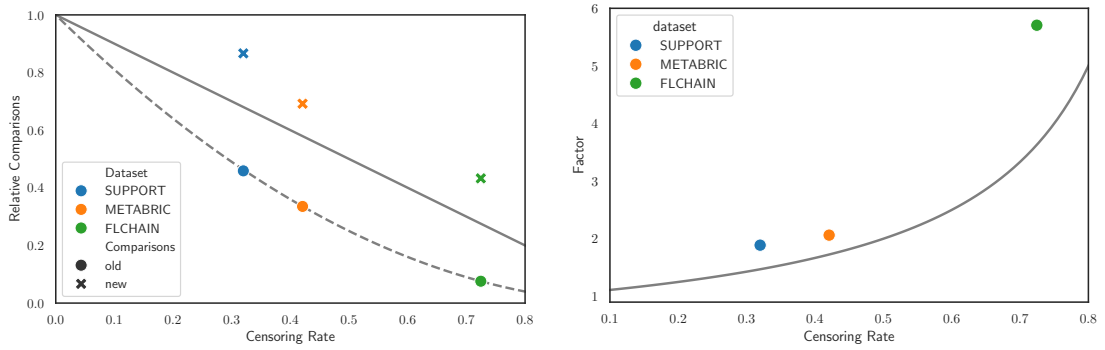 1.0
0.8
0.6
0.4
0.2
0.0
Relative Comparisons
Dataset
SUPPORT
METABRIC
FLCHAIN
Comparisons
old
new
0.0 0.1 0.2 0.3 0.4 0.5 0.6 0.7 0.8
Censoring Rate
6
5
4
3
2
1
Factor
dataset
SUPPORT
METABRIC
FLCHAIN
0.1 0.2 0.3 0.4 0.5 0.6 0.7 0.8
Censoring Rate